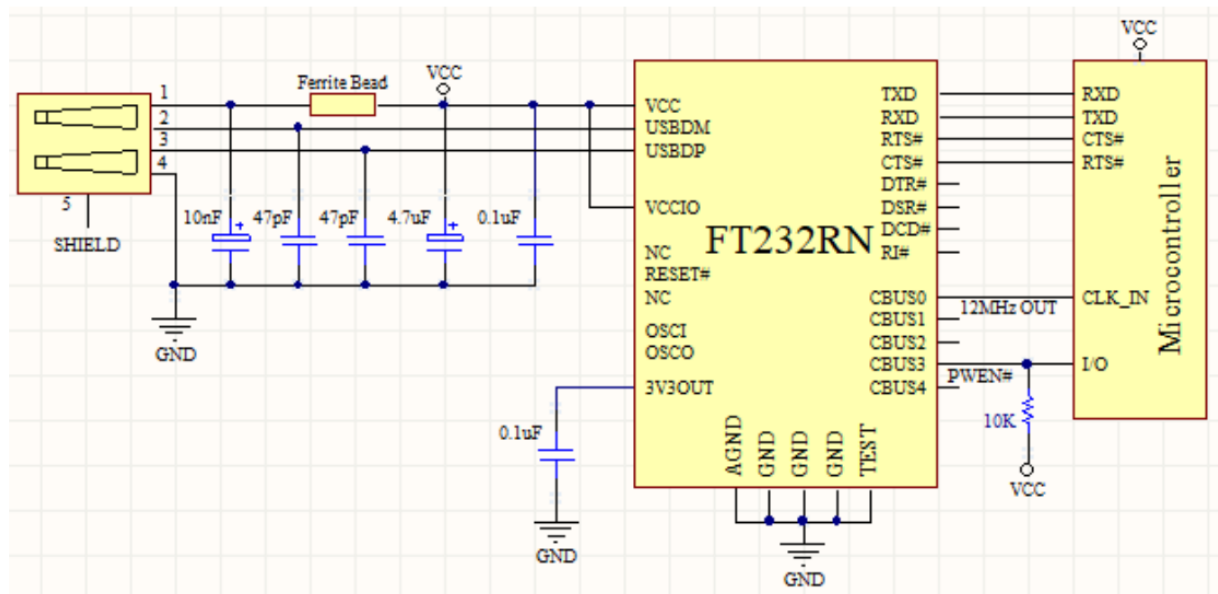 VCC
Ferrite Bead
VCC
1
2
3
4
5
SHIELD
10nF
+
47pF
47pF
4.7uF
+
0.1uF
GND
VCC
USBDM
USBDP
VCCIO
NC
RESET#
NC
OSCI
OSCO
3V3OUT
0.1uF
GND
FT232RN
TXD
RXD
RTS#
CTS#
DTR#
DSR#
DCD#
RI#
CBUS0
CBUS1
CBUS2
CBUS3
CBUS4
AGND
GND
GND
GND
TEST
GND
12MHz OUT
PWEN#
10K
VCC
RXD
TXD
CTS#
RTS#
CLK_IN
I/O
Microcontroller